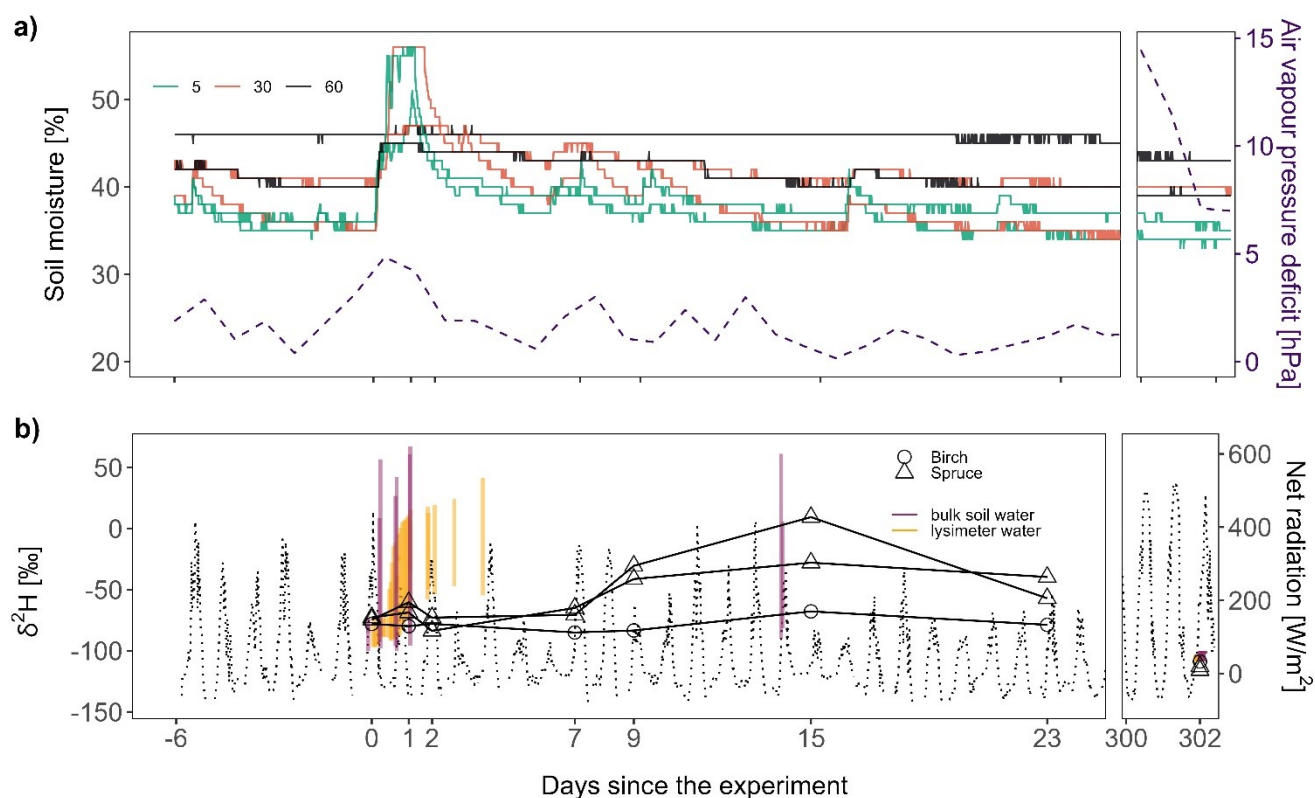 a)
Soil moisture [%]
50
40
30
20
5 30 60
15
10
5
0
Air vapour pressure deficit [hPa]
b)
δ²H [‰]
50
0
-50
-100
-150
Birch
Spruce
bulk soil water
lysimeter water
600
400
200
0
Net radiation [W/m²]
-6 0 1 2 7 9 15 23 300 302
Days since the experiment